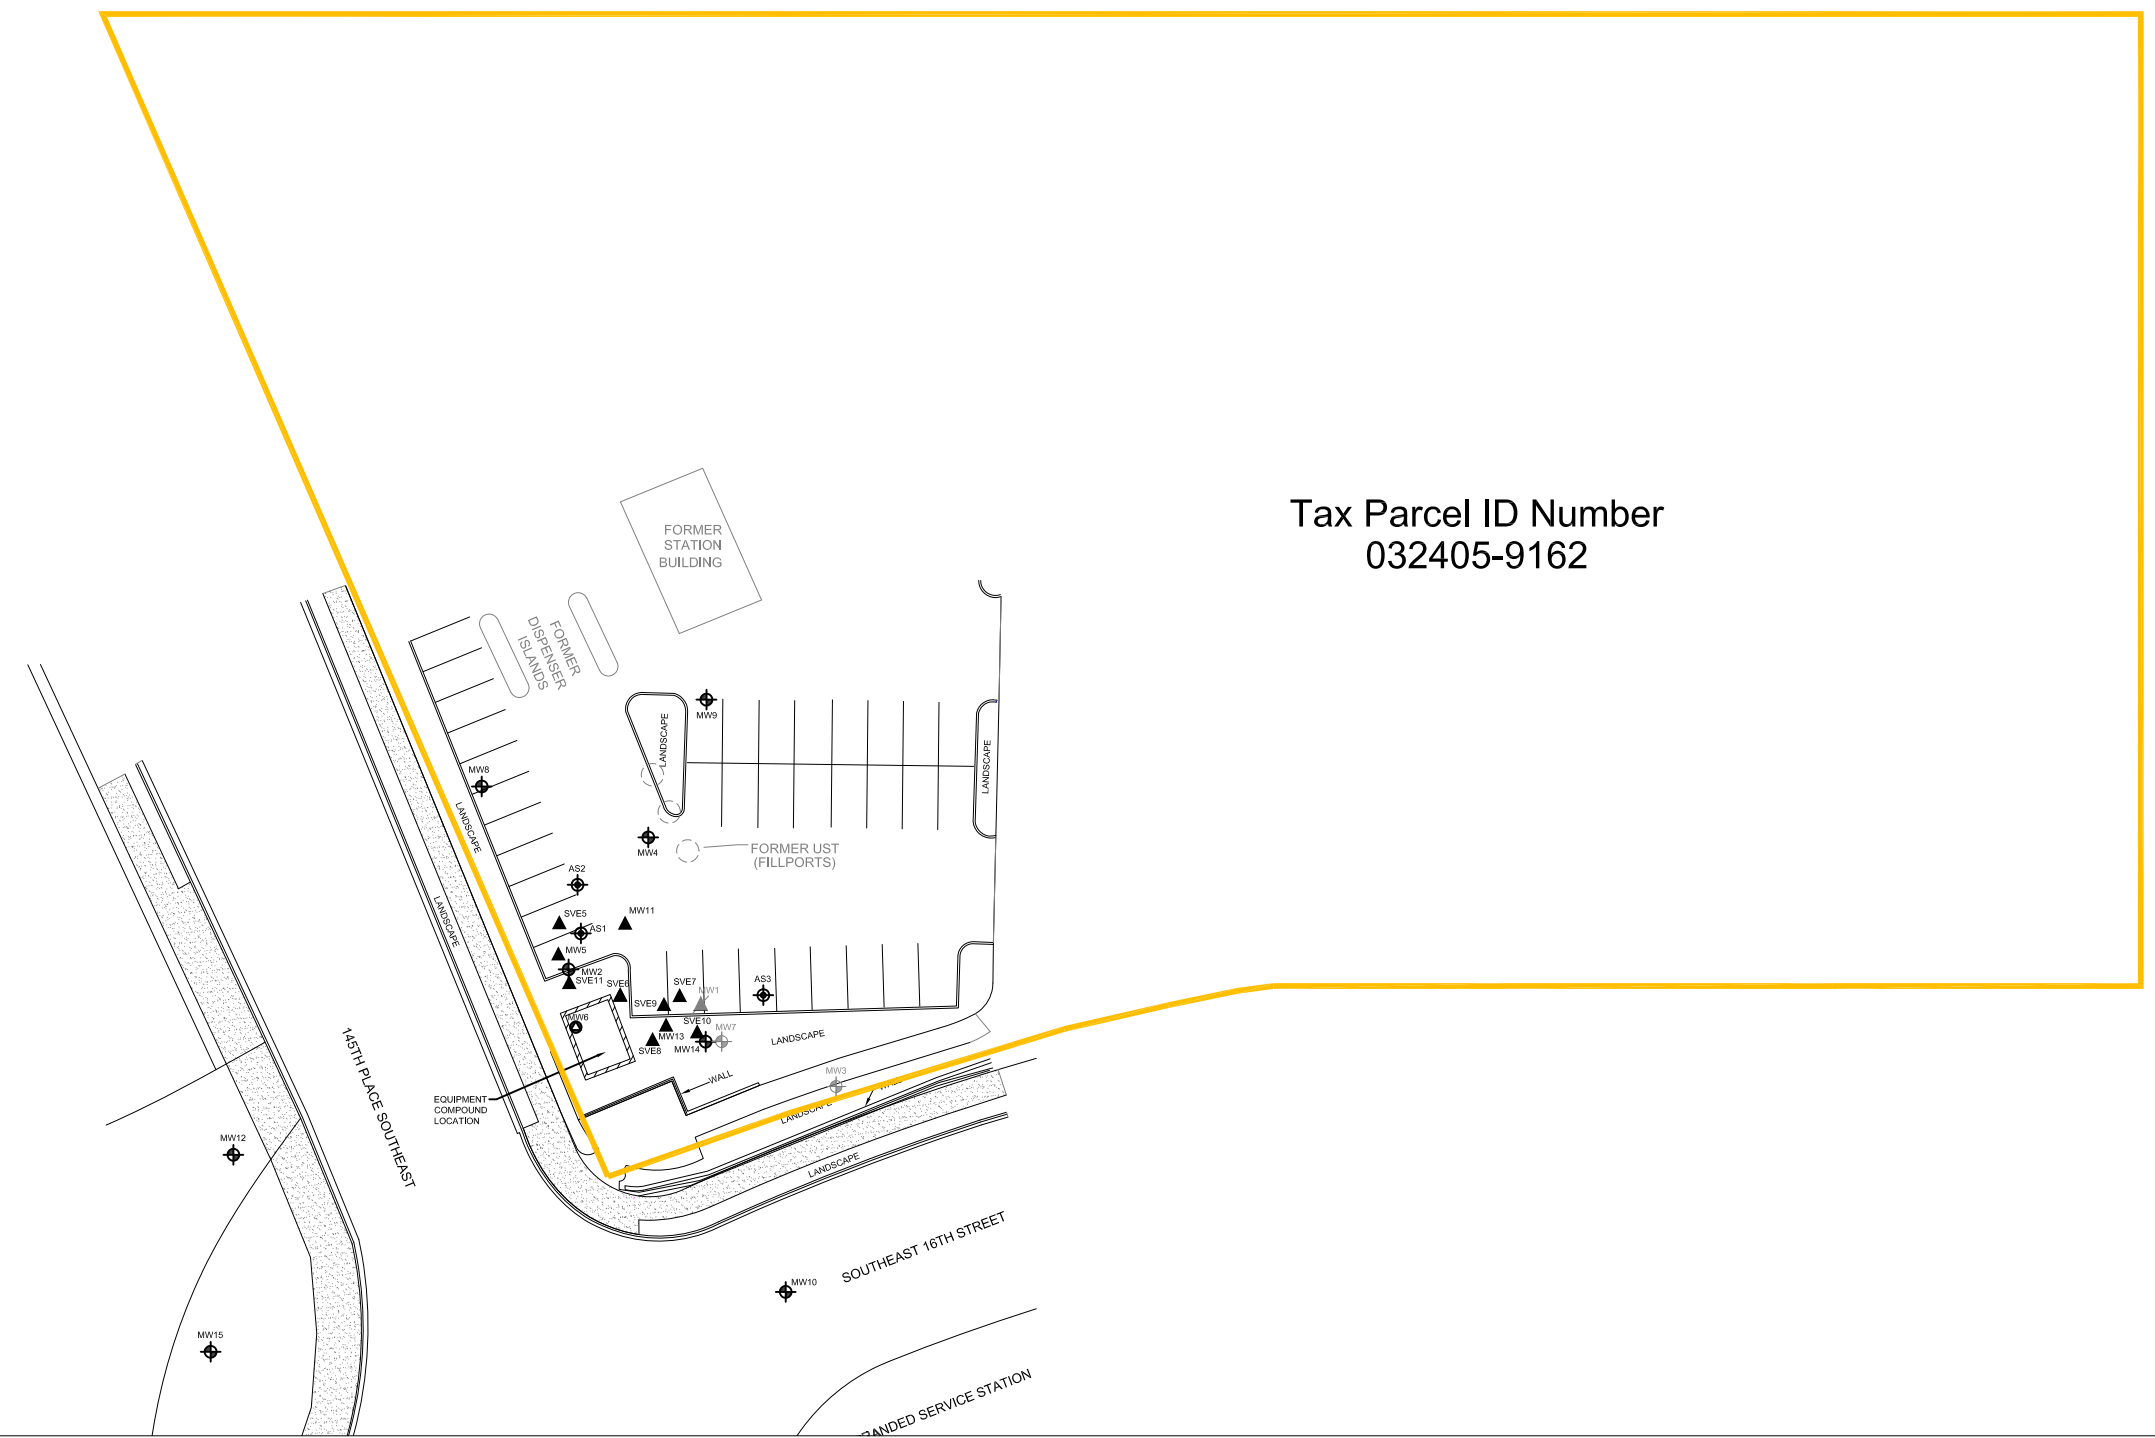 Tax Parcel ID Number
032405-9162
FORMER
STATION
BUILDING
FORMER
DISPENSER
ISLANDS
MW9
LANDSCAPE
LANDSCAPE
MW8
LANDSCAPE
MW4
FORMER UST
(FILLPORTS)
AS2
LANDSCAPE
SVE5
MW11
AS1
MW5
MW2
SVE11
SVE6
SVE7
AS3
MW1
SVE9
MW6
SVE10
MW7
MW13
MW14
SVE8
LANDSCAPE
WALL
MW3
WALL
EQUIPMENT
COMPOUND
LOCATION
LANDSCAPE
145TH PLACE SOUTHEAST
MW12
LANDSCAPE
SOUTHEAST 16TH STREET
MW10
MW15
RANDED SERVICE STATION